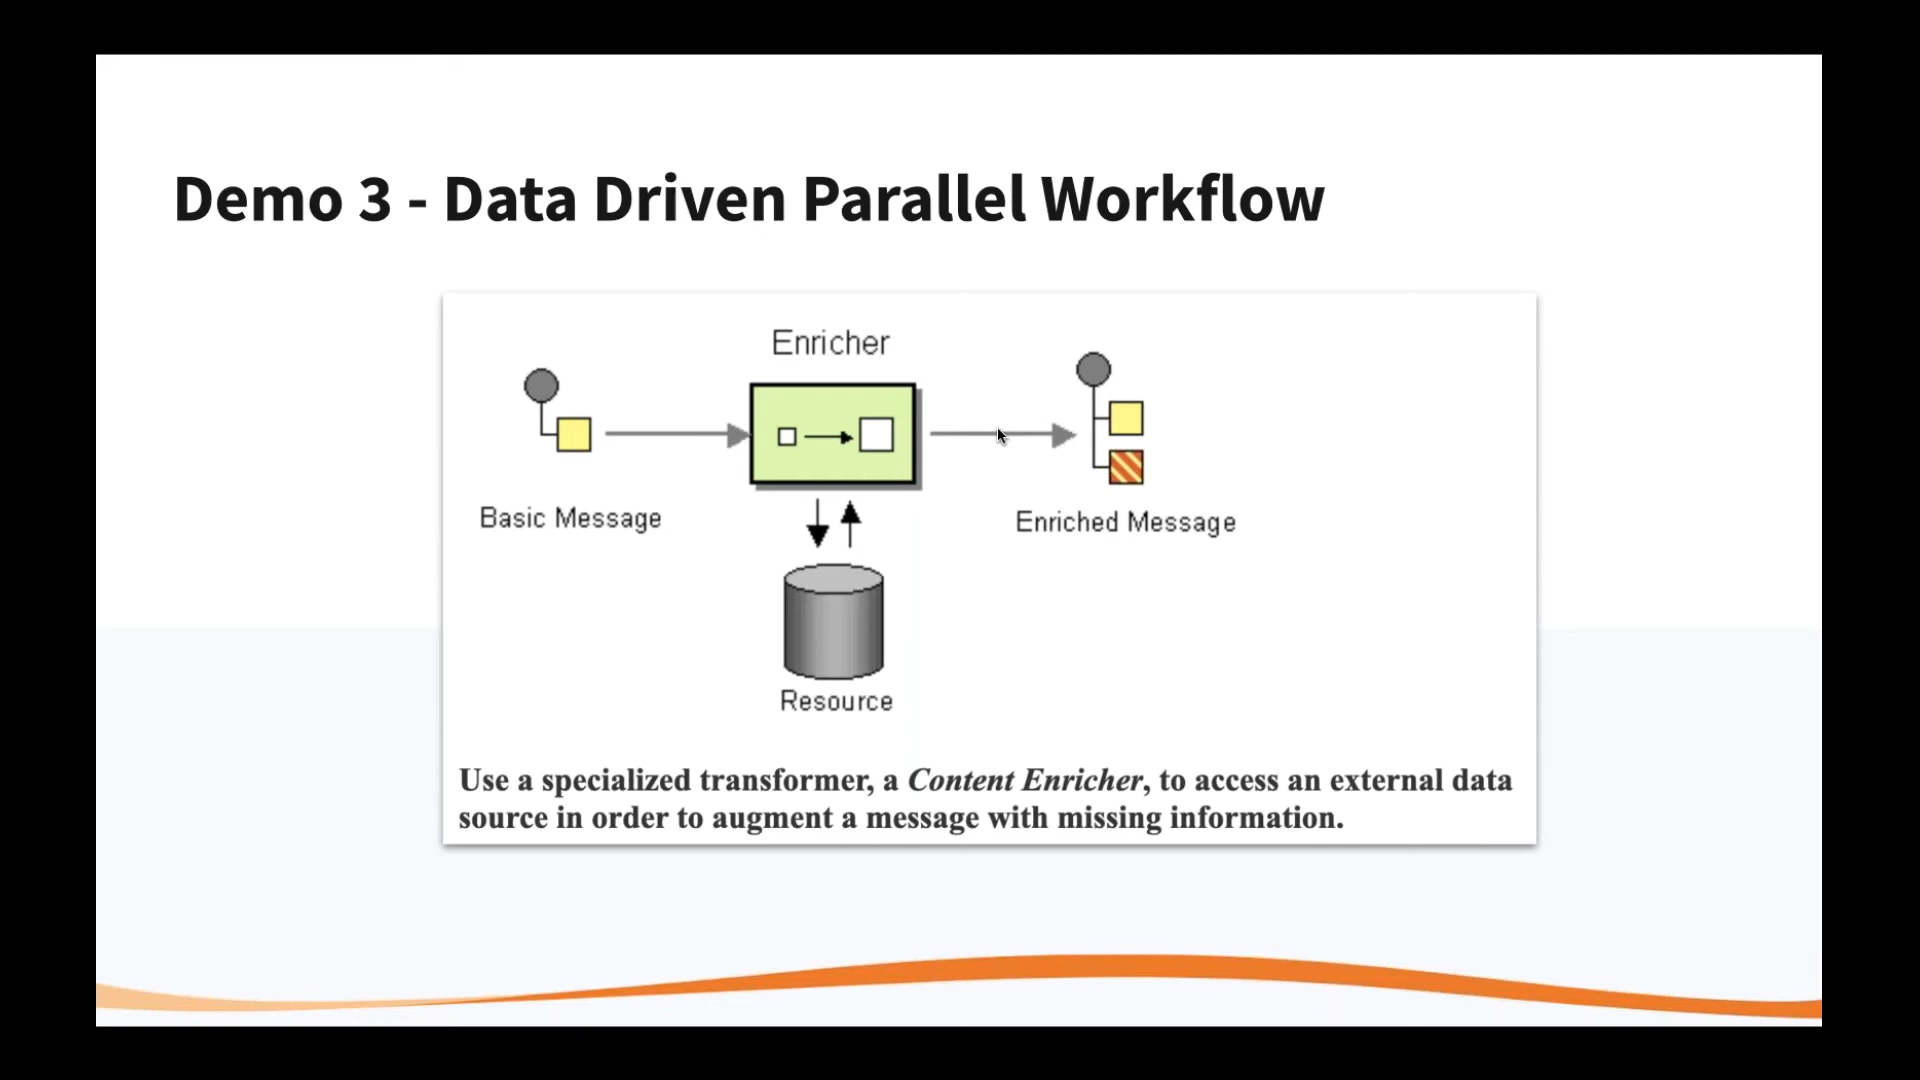 Demo 3 - Data Driven Parallel Workflow
Enricher
Basic Message
Enriched Message
Resource
Use a specialized transformer, a Content Enricher, to access an external data
source in order to augment a message with missing information.